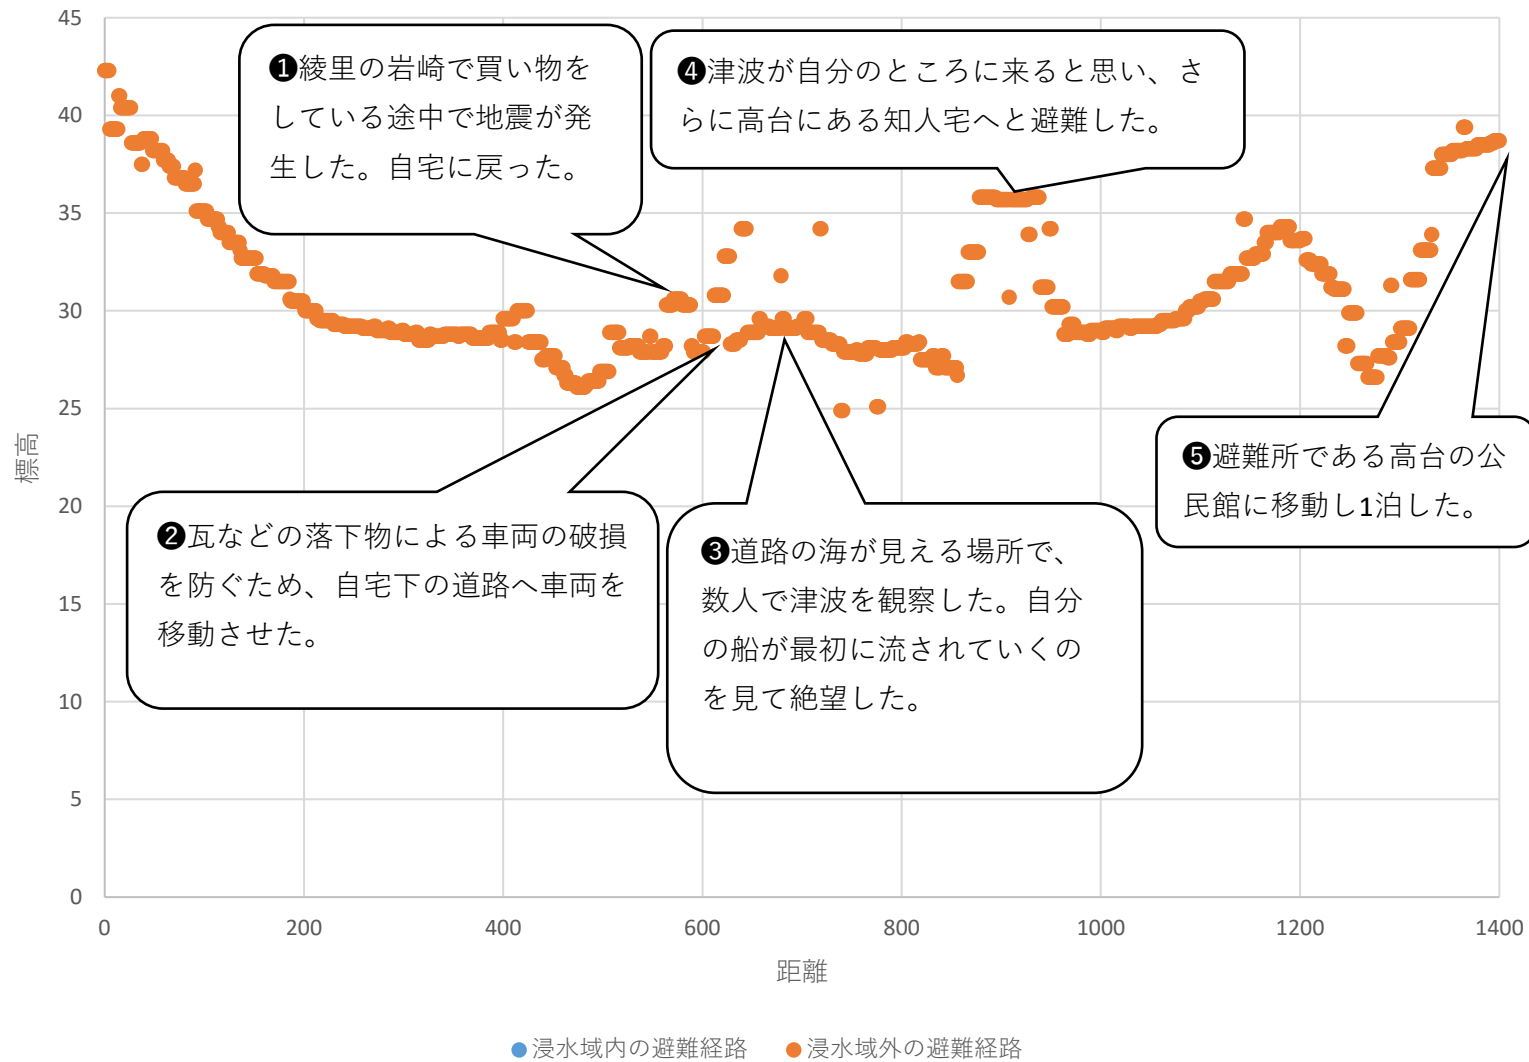 45
40
35
30
25
20
15
10
5
0
標高
❶綾里の岩崎で買い物を
している途中で地震が発
生した。自宅に戻った。
❹津波が自分のところに来ると思い、さ
らに高台にある知人宅へと避難した。
❷瓦などの落下物による車両の破損
を防ぐため、自宅下の道路へ車両を
移動させた。
❸道路の海が見える場所で、
数人で津波を観察した。自分
の船が最初に流されていくの
を見て絶望した。
❺避難所である高台の公
民館に移動し1泊した。
0 200 400 600 800 1000 1200 1400
距離
浸水域内の避難経路 浸水域外の避難経路